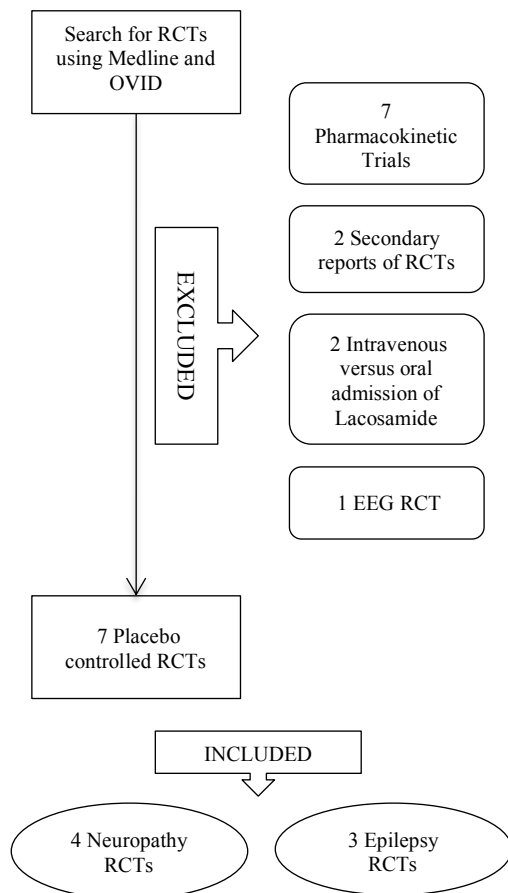 Search for RCTs
using Medline and
OVID
7
Pharmacokinetic
Trials
2 Secondary
reports of RCTs
EXCLUDED
2 Intravenous
versus oral
admission of
Lacosamide
1 EEG RCT
7 Placebo
controlled RCTs
INCLUDED
4 Neuropathy
RCTs
3 Epilepsy
RCTs